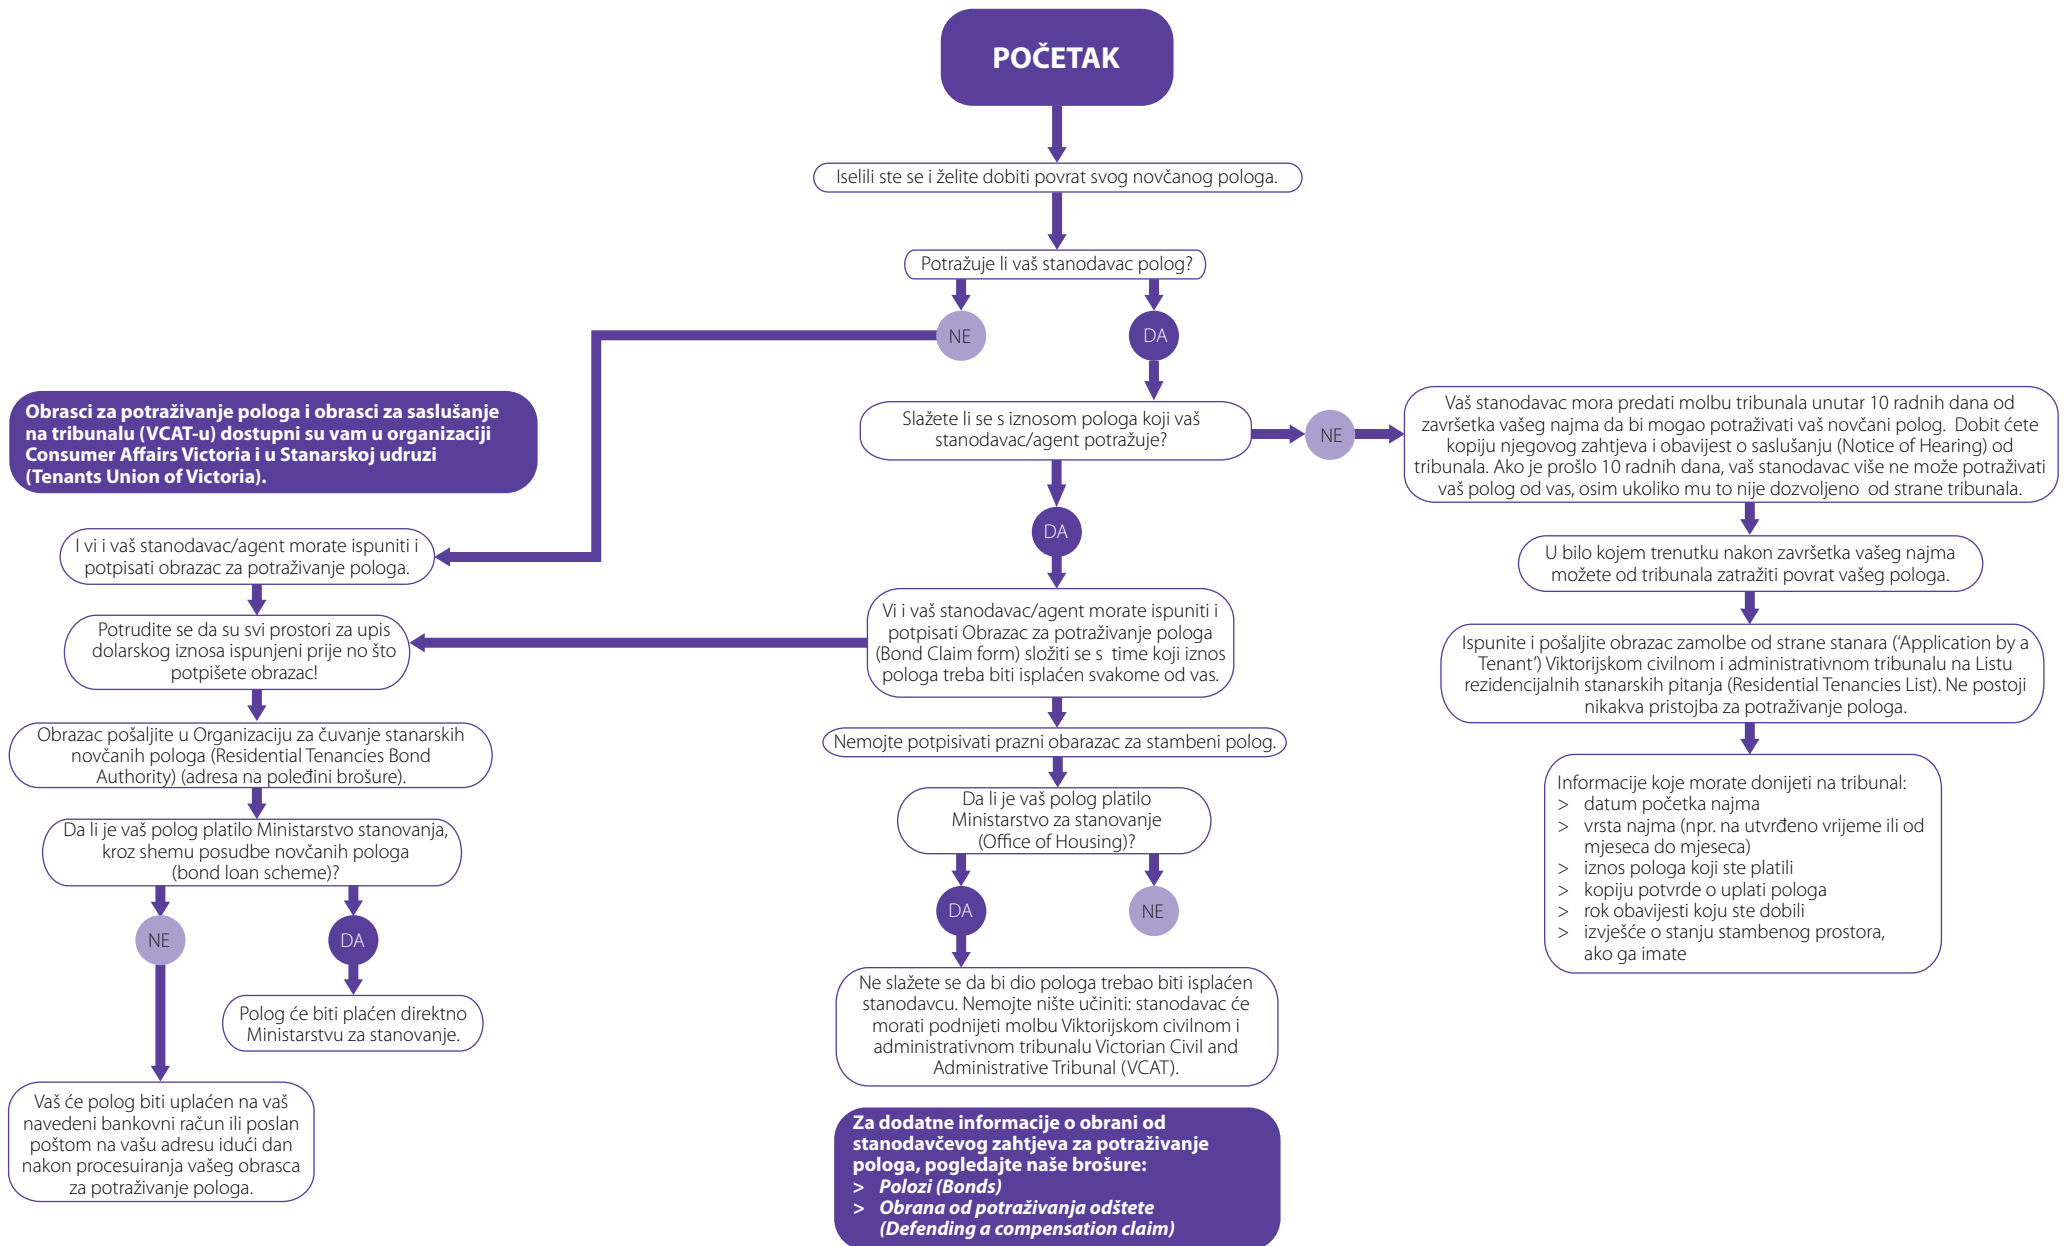 POČETAK
Iselili ste se i želite dobiti povrat svog novčanog pologa.
Potražuje li vaš stanodavac polog?
NE
DA
Obrasci za potraživanje pologa i obrasci za saslušanje
na tribunalu (VCAT-u) dostupni su vam u organizaciji
Consumer Affairs Victoria i u Stanarskoj udruzi
(Tenants Union of Victoria).
Slažete li se s iznosom pologa koji vaš
stanodavac/agent potražuje?
NE
Vaš stanodavac mora predati molbu tribunala unutar 10 radnih dana od
završetka vašeg najma da bi mogao potraživati vaš novčani polog. Dobit ćete
kopiju njegovog zahtjeva i obavijest o saslušanju (Notice of Hearing) od
tribunala. Ako je prošlo 10 radnih dana, vaš stanodavac više ne može potraživati
vaš polog od vas, osim ukoliko mu to nije dozvoljeno od strane tribunala.
DA
I vi i vaš stanodavac/agent morate ispuniti i
potpisati obrazac za potraživanje pologa.
U bilo kojem trenutku nakon završetka vašeg najma
možete od tribunala zatražiti povrat vašeg pologa.
Potrudite se da su svi prostori za upis
dolarskog iznosa ispunjeni prije no što
potpišete obrazac!
Vi i vaš stanodavac/agent morate ispuniti i
potpisati Obrazac za potraživanje pologa
(Bond Claim form) složiti se s time koji iznos
pologa treba biti isplaćen svakome od vas.
Ispunite i pošaljite obrazac zamolbe od strane stanara (‘Application by a
Tenant’) Viktorijskom civilnom i administrativnom tribunalu na Listu
rezidencijalnih stanarskih pitanja (Residential Tenancies List). Ne postoji
nikakva pristojba za potraživanje pologa.
Obrazac pošaljite u Organizaciju za čuvanje stanarskih
novčanih pologa (Residential Tenancies Bond
Authority) (adresa na poleđini brošure).
Nemojte potpisivati prazni obarazac za stambeni polog.
Da li je vaš polog platilo Ministarstvo stanovanja,
kroz shemu posudbe novčanih pologa
(bond loan scheme)?
Da li je vaš polog platilo
Ministarstvo za stanovanje
(Office of Housing)?
Informacije koje morate donijeti na tribunal:
> datum početka najma
> vrsta najma (npr. na utvrđeno vrijeme ili od
mjeseca do mjeseca)
> iznos pologa koji ste platili
> kopiju potvrde o uplati pologa
> rok obavijesti koju ste dobili
> izvješće o stanju stambenog prostora,
ako ga imate
NE
DA
DA
NE
Polog će biti plaćen direktno
Ministarstvu za stanovanje.
Ne slažete se da bi dio pologa trebao biti isplaćen
stanodavcu. Nemojte ništa učiniti: stanodavac će
morati podnijeti molbu Viktorijskom civilnom i
administrativnom tribunalu Victorian Civil and
Administrative Tribunal (VCAT).
Vaš će polog biti uplaćen na vaš
navedeni bankovni račun ili poslan
poštom na vašu adresu idući dan
nakon procesuiranja vašeg obrasca
za potraživanje pologa.
Za dodatne informacije o obrani od
stanodavčevog zahtjeva za potraživanje
pologa, pogledajte naše brošure:
> Polozi (Bonds)
> Obrana od potraživanja odštete
(Defending a compensation claim)